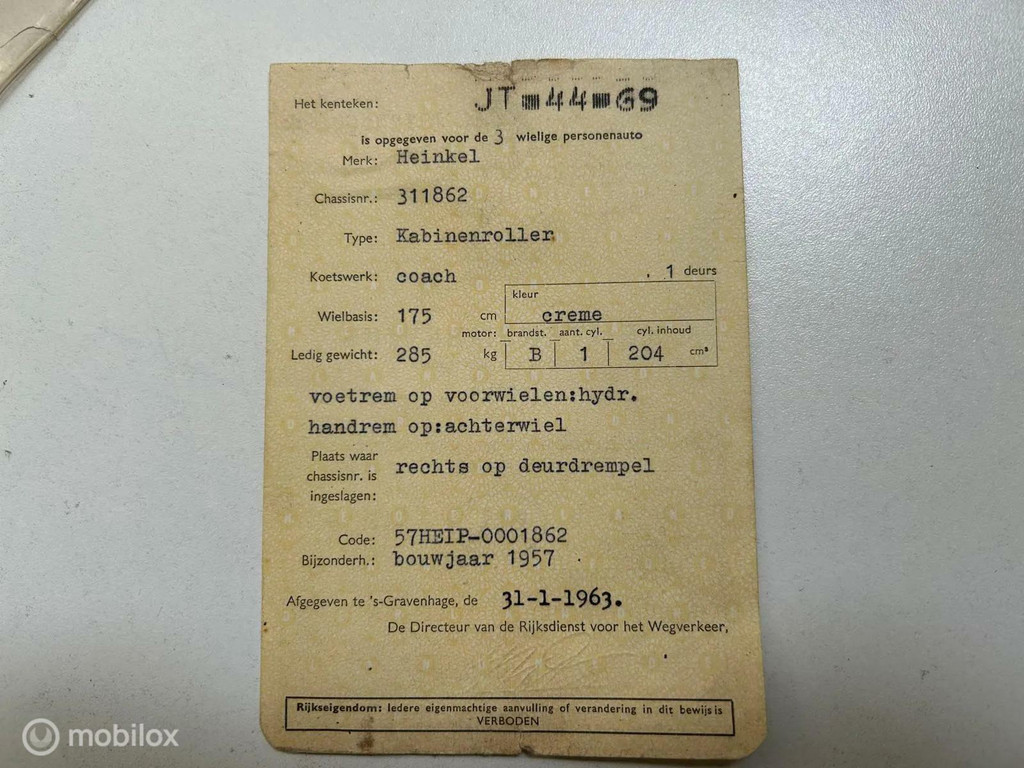 Het kenteken: JT-44-69
is opgegeven voor de 3 wielige personenauto
Merk: Heinkel
Chassisnr.: 311862
Type: Kabinenroller
Koetswerk: coach . 1 deurs
kleur
Wielbasis: 175 cm creme
motor: brandst. aant. cyl. cyl. inhoud
Ledig gewicht: 285 kg B 1 204 cm³
voetrem op voorwielen:hydr.
handrem op:achterwiel
Plaats waar
chassisnr. is rechts op deurdrempel
ingeslagen:
Code: 57HEIP-0001862
Bijzonderh.: bouwjaar 1957
Afgegeven te 's-Gravenhage, de 31-1-1963.
De Directeur van de Rijksdienst voor het Wegverkeer,
Rijkseigendom: Iedere eigenmachtige aanvulling of verandering in dit bewijs is
VERBODEN
mobilox